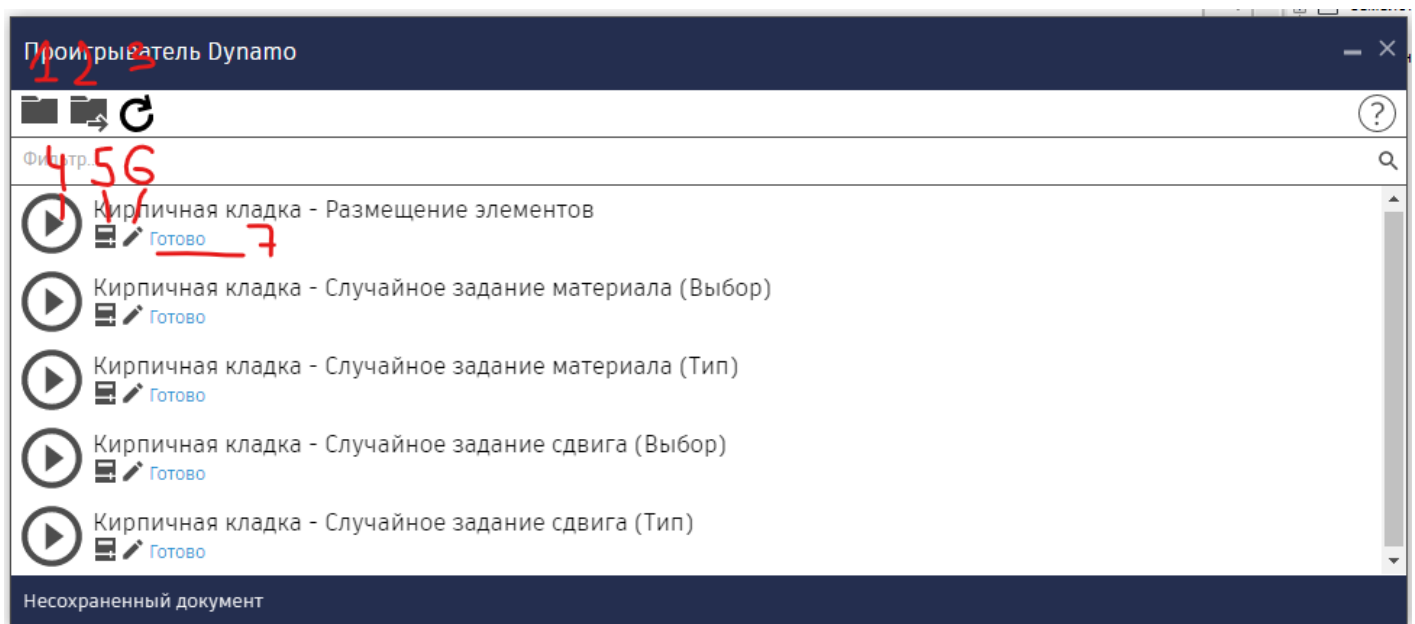 Проигрыватель Dynamo
1 2 3
Фильтр...
4 5 6
Кирпичная кладка - Размещение элементов
Готово 7
Кирпичная кладка - Случайное задание материала (Выбор)
Готово
Кирпичная кладка - Случайное задание материала (Тип)
Готово
Кирпичная кладка - Случайное задание сдвига (Выбор)
Готово
Кирпичная кладка - Случайное задание сдвига (Тип)
Готово
Несохраненный документ